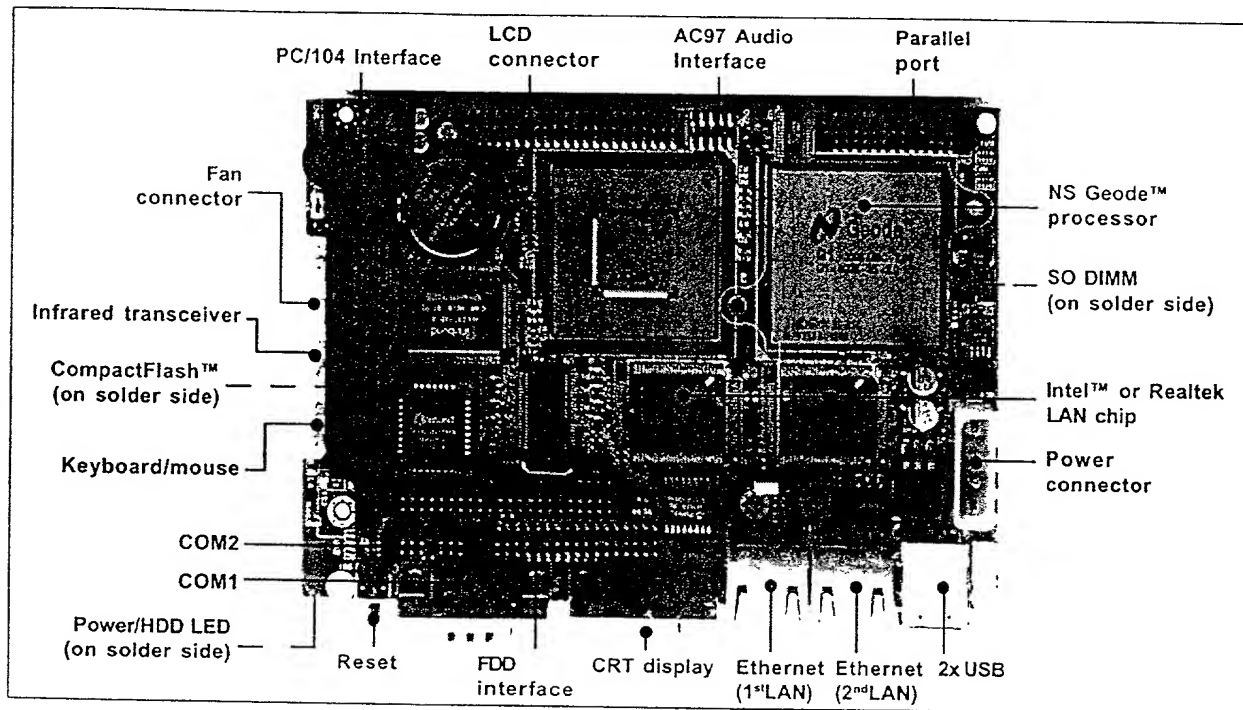 PC/104 Interface
LCD
connector
AC97 Audio
Interface
Parallel
port
Fan
connector
Infrared transceiver
CompactFlash™
(on solder side)
Keyboard/mouse
COM2
COM1
Power/HDD LED
(on solder side)
Geode
NS Geode™
processor
SO DIMM
(on solder side)
Intel™ or Realtek
LAN chip
Power
connector
Reset
FDD
interface
CRT display
Ethernet
(1stLAN)
Ethernet
(2ndLAN)
2x USB